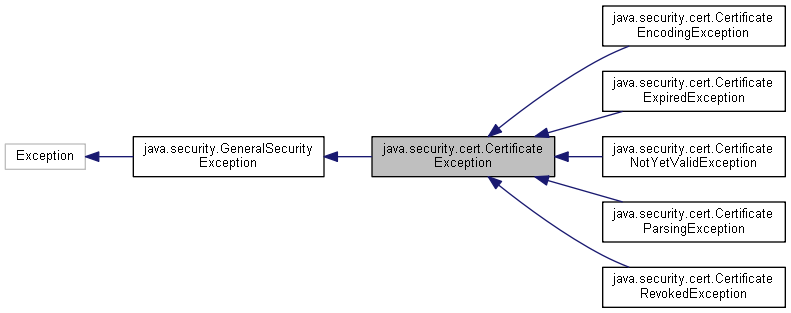 Exception
java.security.GeneralSecurity
Exception
java.security.cert.Certificate
Exception
java.security.cert.Certificate
EncodingException
java.security.cert.Certificate
ExpiredException
java.security.cert.Certificate
NotYetValidException
java.security.cert.Certificate
ParsingException
java.security.cert.Certificate
RevokedException